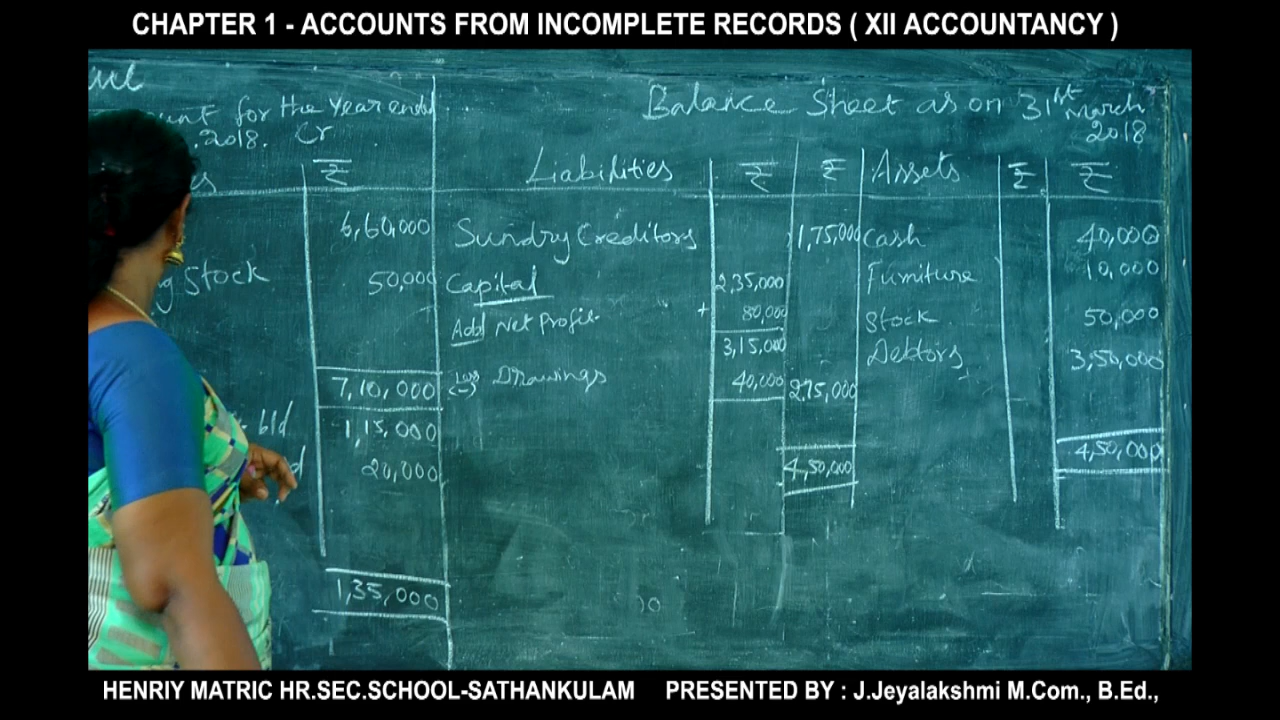 CHAPTER 1 - ACCOUNTS FROM INCOMPLETE RECORDS ( XII ACCOUNTANCY )
for the Year ended
.2018. Cr
₹
6,60,000
g Stock 50,000
7,10,000
b/d 1,15,000
d 20,000
1,35,000
Balance Sheet as on 31st March
2018
Liabilities ₹ ₹ Assets ₹ ₹
Sundry Creditors 1,75,000 Cash 40,000
Capital 2,35,000 Furniture 10,000
Add Net Profit + 80,000 Stock 50,000
3,15,000 Debtors 3,50,000
Less (-) Drawings 40,000 2,75,000
4,50,000 4,50,000
HENRIY MATRIC HR.SEC.SCHOOL-SATHANKULAM PRESENTED BY : J.Jeyalakshmi M.Com., B.Ed.,